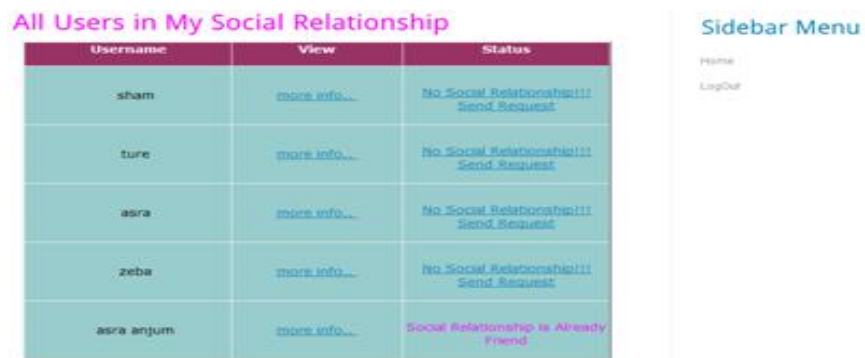 All Users in My Social Relationship
Username View Status
sham more info... No Social Relationship!!!
Send Request
ture more info... No Social Relationship!!!
Send Request
asra more info... No Social Relationship!!!
Send Request
zeba more info... No Social Relationship!!!
Send Request
asra anjum more info... Social Relationship is Already
Friend
Sidebar Menu
Home
LogOut